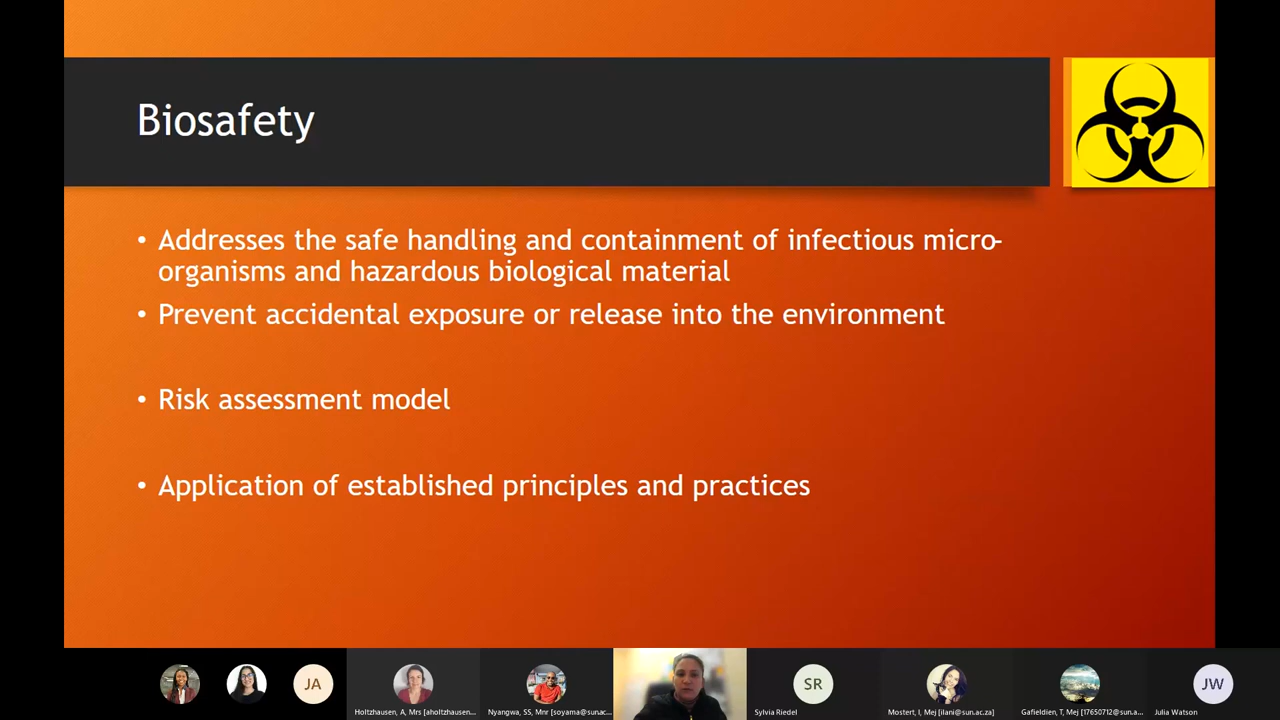 Biosafety
• Addresses the safe handling and containment of infectious micro-
organisms and hazardous biological material
• Prevent accidental exposure or release into the environment
• Risk assessment model
• Application of established principles and practices
JA
SR
JW
Holtzhausen, A, Mrs [aholtzhausen...
Nyangwa, SS, Mnr [soyama@sunac...
Sylvia Riedel
Mostert, I, Mej [ilani@sun.ac.za]
Gafieldien, T, Mej [17650712@sun.a...
Julia Watson